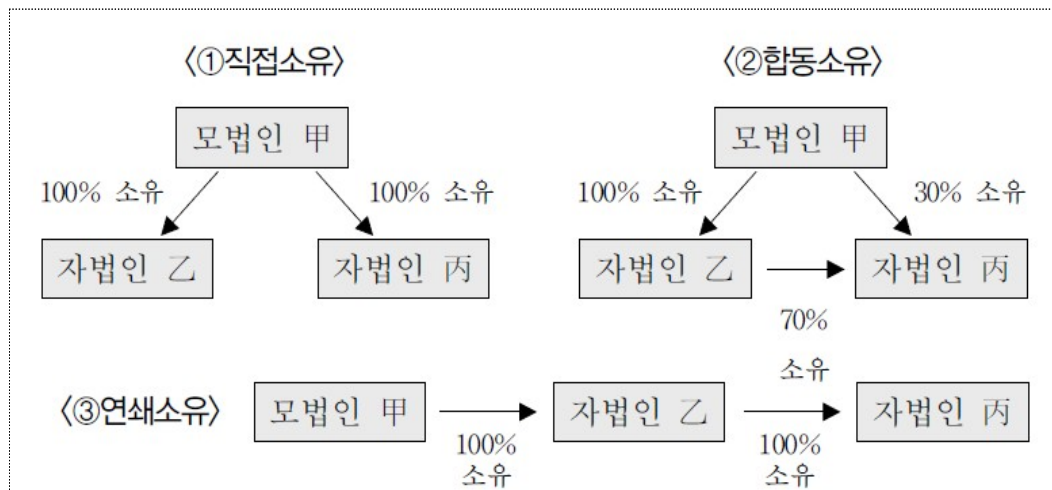 〈①직접소유〉
모법인 甲
100% 소유
100% 소유
자법인 乙
자법인 丙
〈②합동소유〉
모법인 甲
100% 소유
30% 소유
자법인 乙
자법인 丙
70%
소유
〈③연쇄소유〉
모법인 甲
100%
소유
자법인 乙
100%
소유
자법인 丙